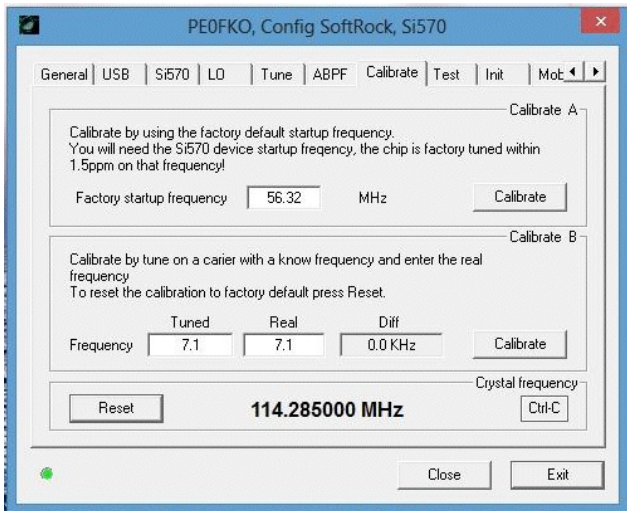 PE0FKO, Config SoftRock, Si570
General USB Si570 LO Tune ABPF Calibrate Test Init
Calibrate A
Calibrate by using the factory default startup frequency.
You will need the Si570 device startup freqency, the chip is factory tuned within
1.5ppm on that frequency!
Factory startup frequency 56.32 MHz Calibrate
Calibrate B
Calibrate by tune on a carier with a know frequency and enter the real
frequency
To reset the calibration to factory default press Reset.
Tuned Real Diff
Frequency 7.1 7.1 0.0 KHz Calibrate
Crystal frequency
Reset 114.285000 MHz Ctrl-C
Close Exit